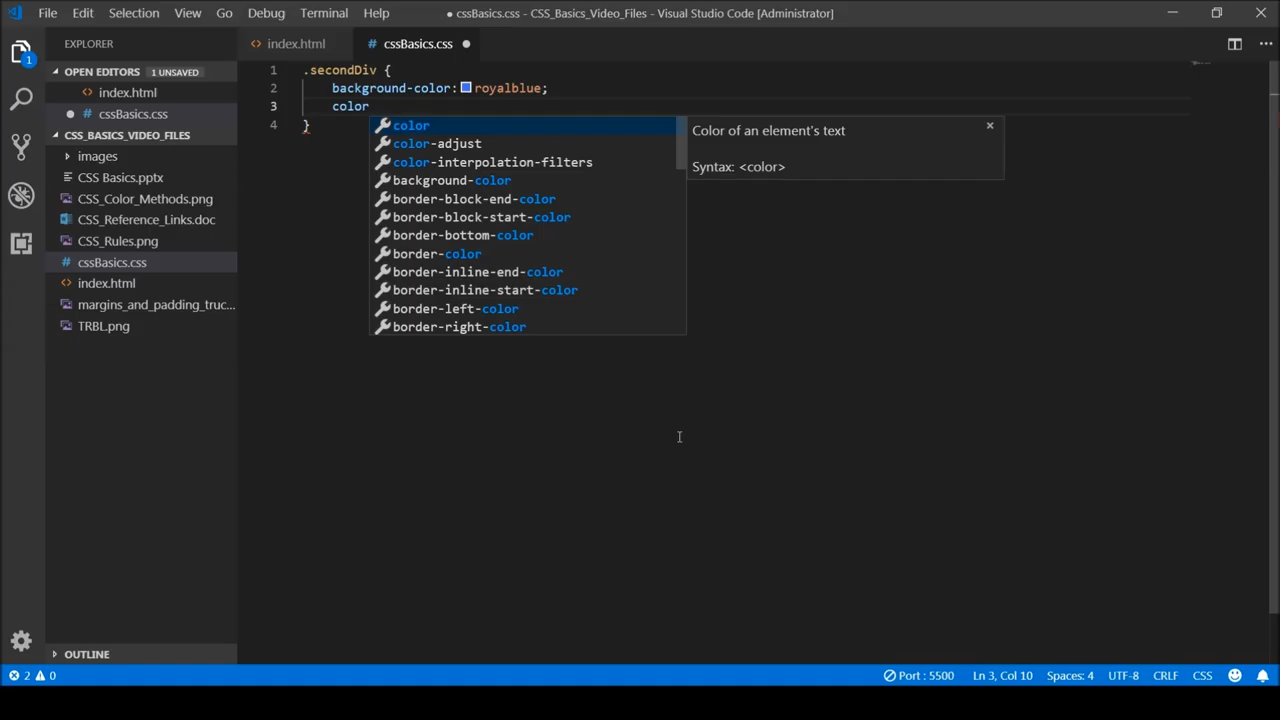 File Edit Selection View Go Debug Terminal Help
● cssBasics.css - CSS_Basics_Video_Files - Visual Studio Code [Administrator]
EXPLORER
<> index.html
# cssBasics.css ●
1
OPEN EDITORS 1 UNSAVED
<> index.html
● # cssBasics.css
CSS_BASICS_VIDEO_FILES
images
CSS Basics.pptx
CSS_Color_Methods.png
CSS_Reference_Links.doc
CSS_Rules.png
# cssBasics.css
<> index.html
margins_and_padding_truc...
TRBL.png
OUTLINE
1 .secondDiv {
2 background-color: royalblue;
3 color
4 }
color
color-adjust
color-interpolation-filters
background-color
border-block-end-color
border-block-start-color
border-bottom-color
border-color
border-inline-end-color
border-inline-start-color
border-left-color
border-right-color
Color of an element's text ×
Syntax: <color>
2 0
Port : 5500 Ln 3, Col 10 Spaces: 4 UTF-8 CRLF CSS